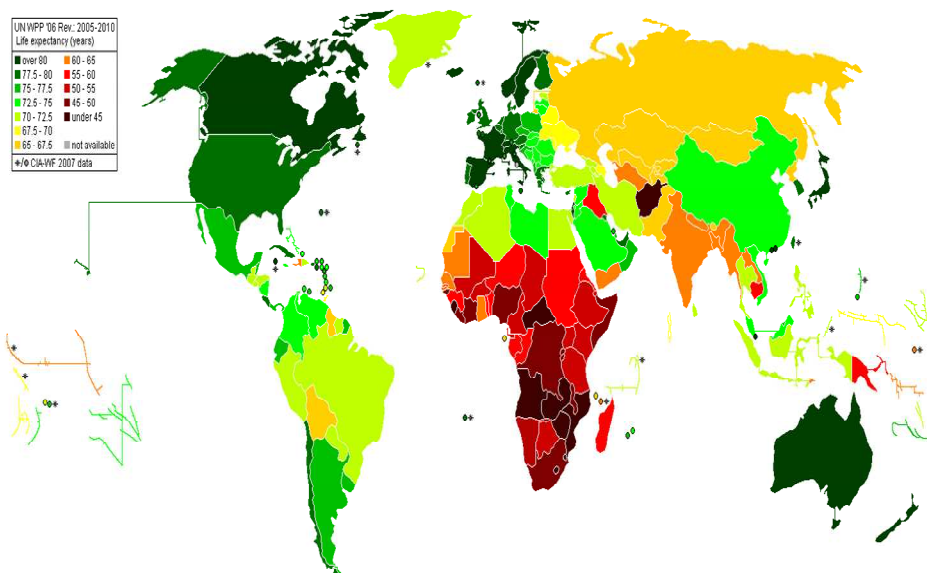 UN WPP '06 Rev.: 2005-2010
Life expectancy (years)
over 80 60 - 65
77.5 - 80 55 - 60
75 - 77.5 50 - 55
72.5 - 75 45 - 50
70 - 72.5 under 45
67.5 - 70
65 - 67.5 not available
*/o CIA-WF 2007 data